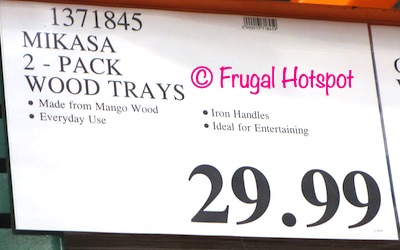 1371845
MIKASA
2 - PACK
WOOD TRAYS
© Frugal Hotspot
• Made from Mango Wood
• Everyday Use
• Iron Handles
• Ideal for Entertaining
29.99